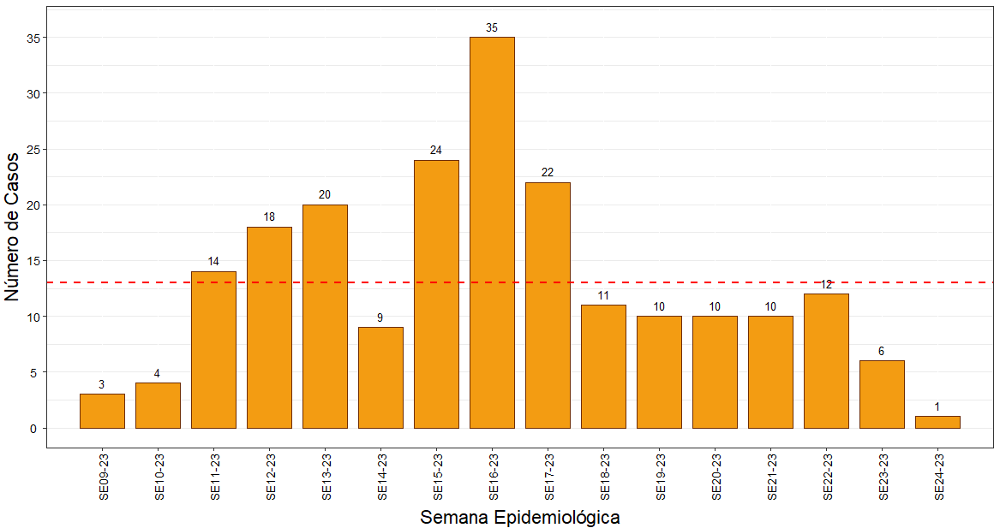 Número de Casos
35
30
25
20
15
10
5
0
3
4
14
18
20
9
24
35
22
11
10
10
10
12
6
1
SE09-23
SE10-23
SE11-23
SE12-23
SE13-23
SE14-23
SE15-23
SE16-23
SE17-23
SE18-23
SE19-23
SE20-23
SE21-23
SE22-23
SE23-23
SE24-23
Semana Epidemiológica